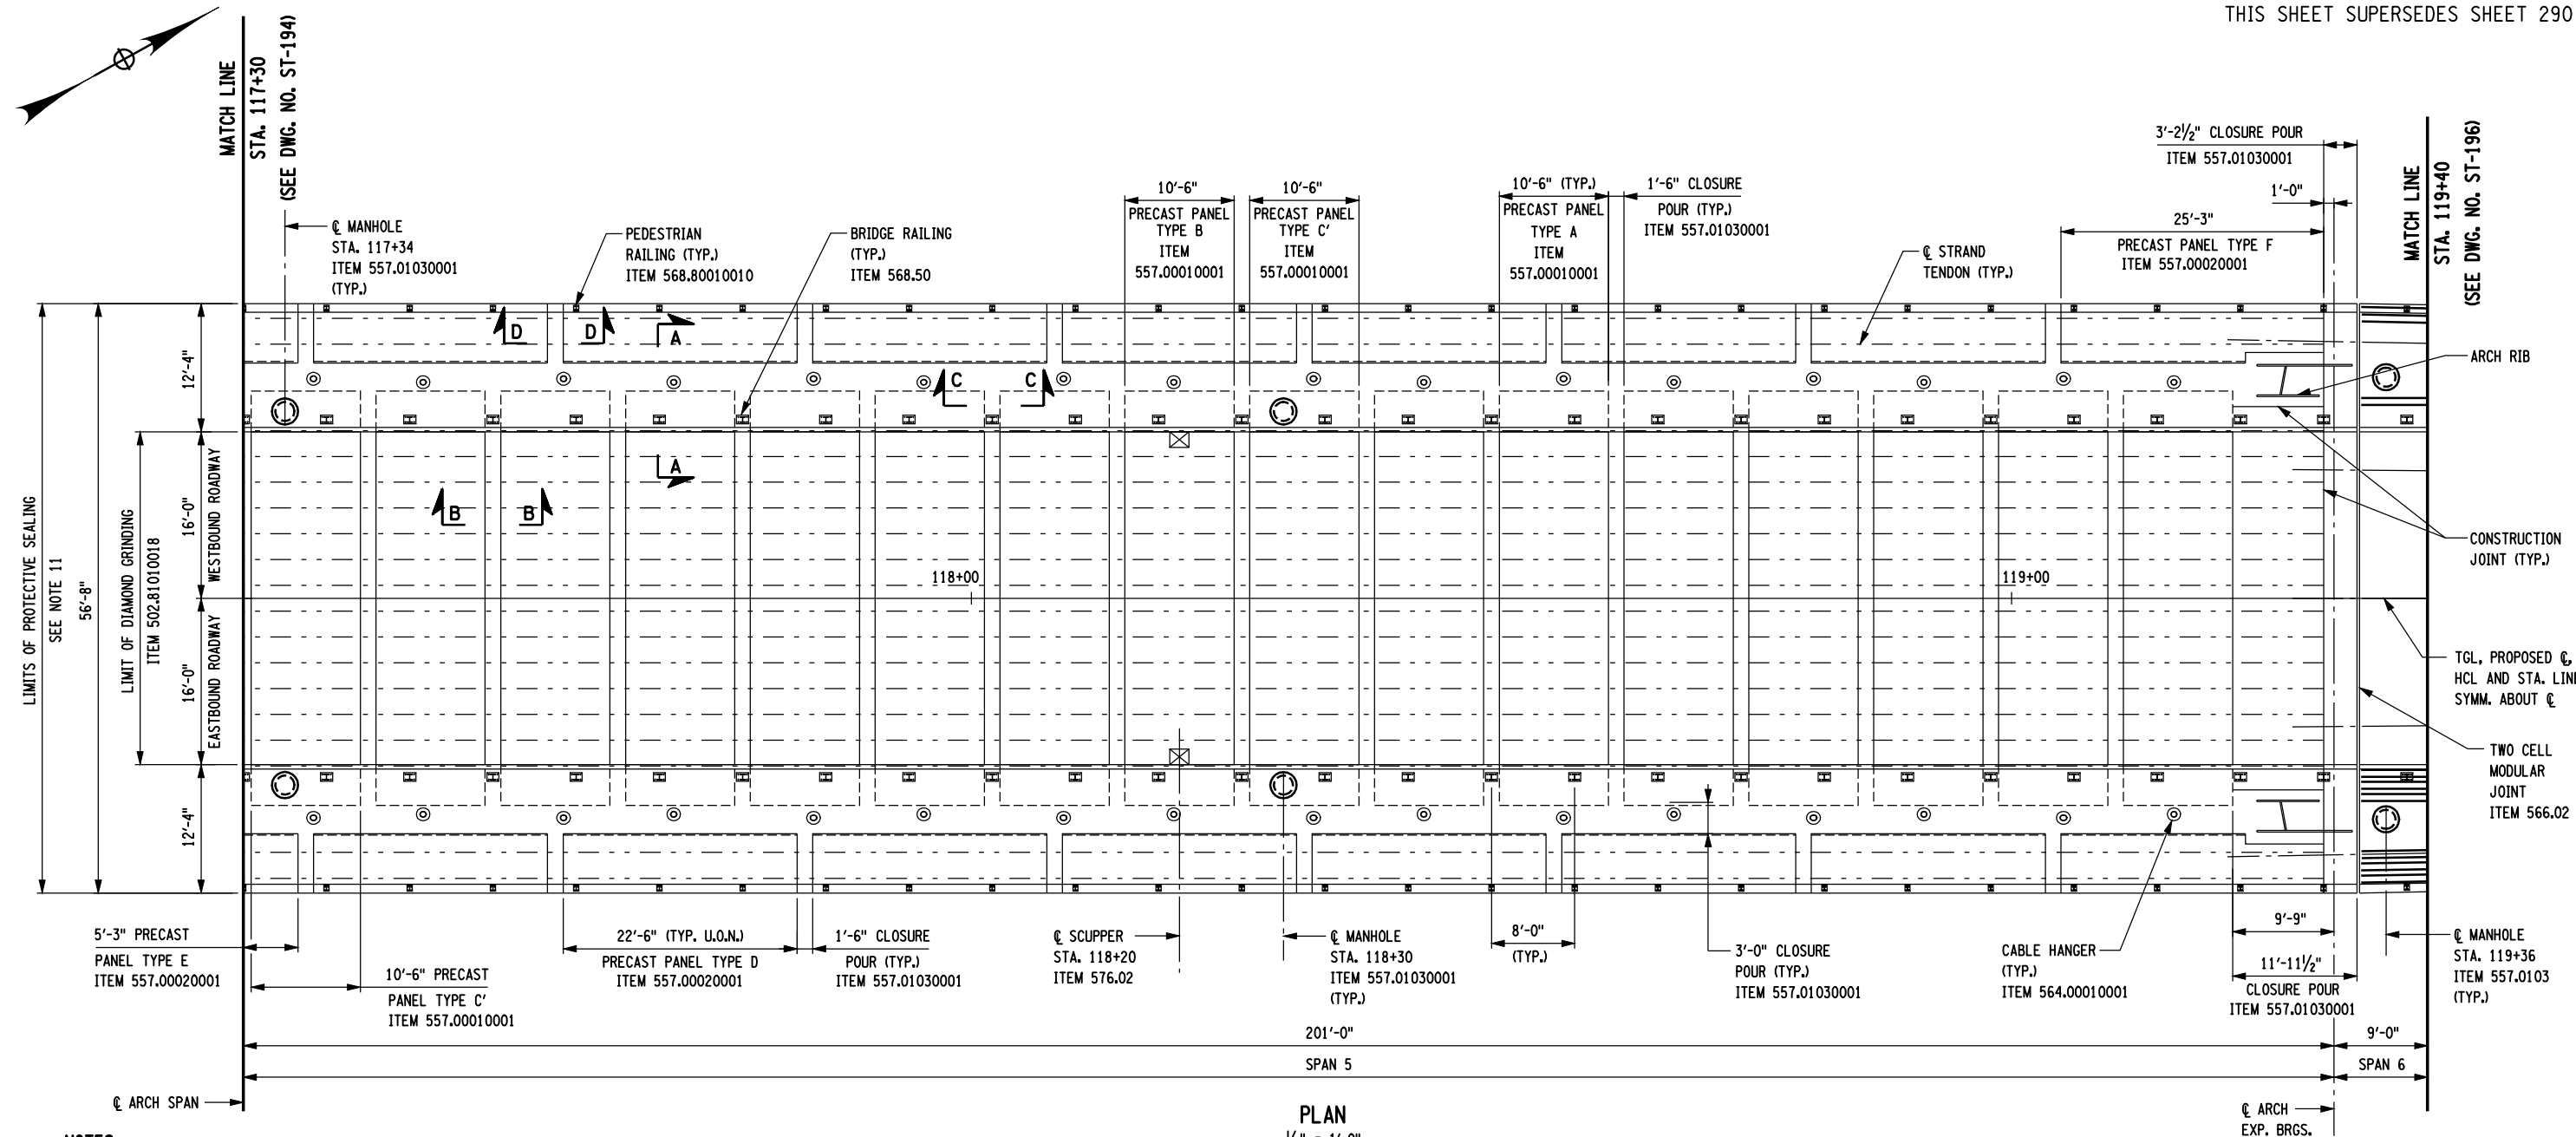 THIS SHEET SUPERSEDES SHEET 290
MATCH LINE
STA. 117+30
(SEE DWG. NO. ST-194)
℄ MANHOLE
STA. 117+34
ITEM 557.01030001
(TYP.)
PEDESTRIAN
RAILING (TYP.)
ITEM 568.80010010
BRIDGE RAILING
(TYP.)
ITEM 568.50
10'-6"
PRECAST PANEL
TYPE B
ITEM
557.00010001
10'-6"
PRECAST PANEL
TYPE C'
ITEM
557.00010001
10'-6" (TYP.)
PRECAST PANEL
TYPE A
ITEM
557.00010001
1'-6" CLOSURE
POUR (TYP.)
ITEM 557.01030001
℄ STRAND
TENDON (TYP.)
3'-2½" CLOSURE POUR
ITEM 557.01030001
1'-0"
25'-3"
PRECAST PANEL TYPE F
ITEM 557.00020001
MATCH LINE
STA. 119+40
(SEE DWG. NO. ST-196)
D D A
C C
A
B B
ARCH RIB
CONSTRUCTION
JOINT (TYP.)
TGL, PROPOSED ℄,
HCL AND STA. LINE
SYMM. ABOUT ℄
TWO CELL
MODULAR
JOINT
ITEM 566.02
LIMITS OF PROTECTIVE SEALING
SEE NOTE 11
56'-8"
LIMIT OF DIAMOND GRINDING
ITEM 502.81010018
12'-4"
16'-0"
WESTBOUND ROADWAY
16'-0"
EASTBOUND ROADWAY
12'-4"
118+00
119+00
5'-3" PRECAST
PANEL TYPE E
ITEM 557.00020001
10'-6" PRECAST
PANEL TYPE C'
ITEM 557.00010001
22'-6" (TYP. U.O.N.)
PRECAST PANEL TYPE D
ITEM 557.00020001
1'-6" CLOSURE
POUR (TYP.)
ITEM 557.01030001
℄ SCUPPER
STA. 118+20
ITEM 576.02
℄ MANHOLE
STA. 118+30
ITEM 557.01030001
(TYP.)
8'-0"
(TYP.)
3'-0" CLOSURE
POUR (TYP.)
ITEM 557.01030001
CABLE HANGER
(TYP.)
ITEM 564.00010001
9'-9"
11'-11½"
CLOSURE POUR
ITEM 557.01030001
℄ MANHOLE
STA. 119+36
ITEM 557.0103
(TYP.)
201'-0"
9'-0"
SPAN 5
SPAN 6
℄ ARCH SPAN
PLAN
℄ ARCH
EXP. BRGS.
NOTES